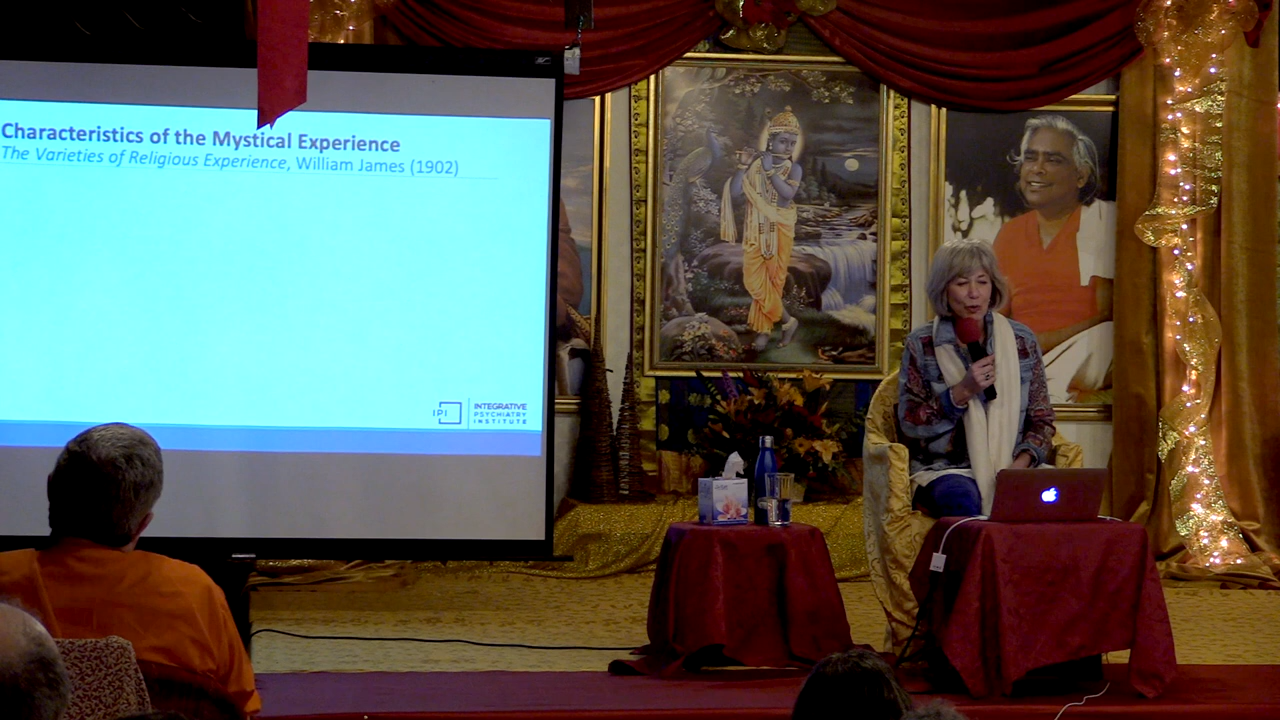 Characteristics of the Mystical Experience
The Varieties of Religious Experience, William James (1902)
IPI
INTEGRATIVE
PSYCHIATRY
INSTITUTE